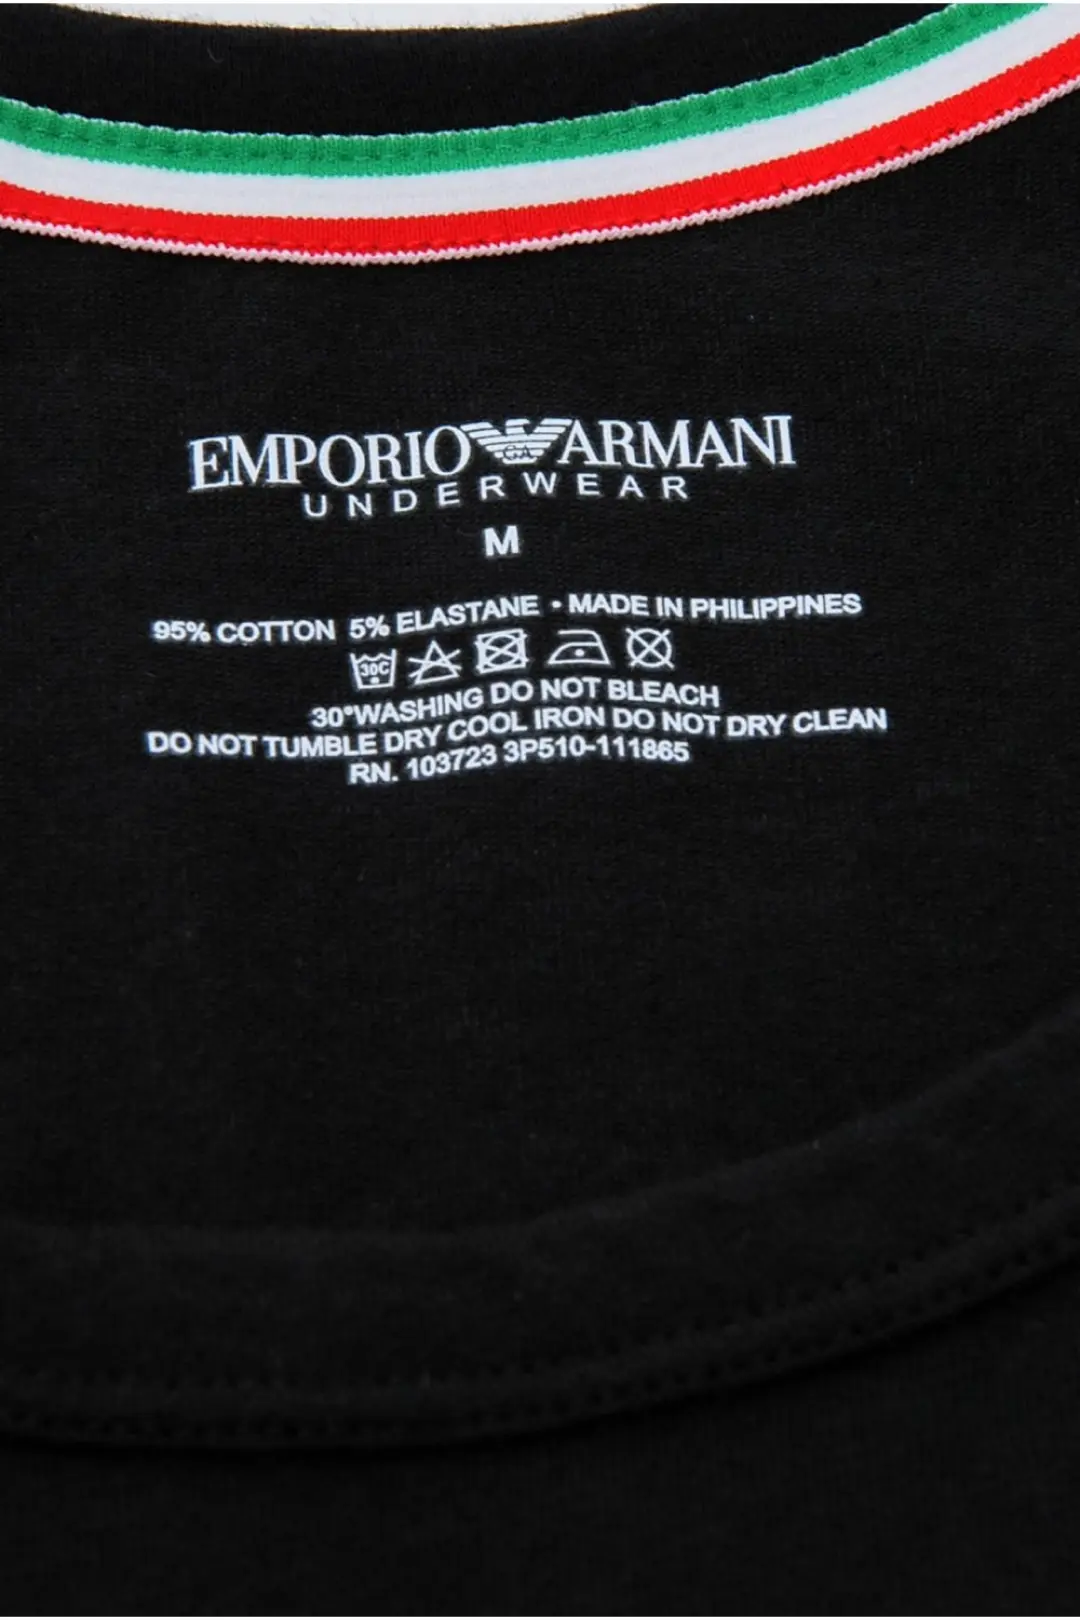 EMPORIO ARMANI
UNDERWEAR
M
95% COTTON 5% ELASTANE • MADE IN PHILIPPINES
30C
30°WASHING DO NOT BLEACH
DO NOT TUMBLE DRY COOL IRON DO NOT DRY CLEAN
RN. 103723 3P510-111865